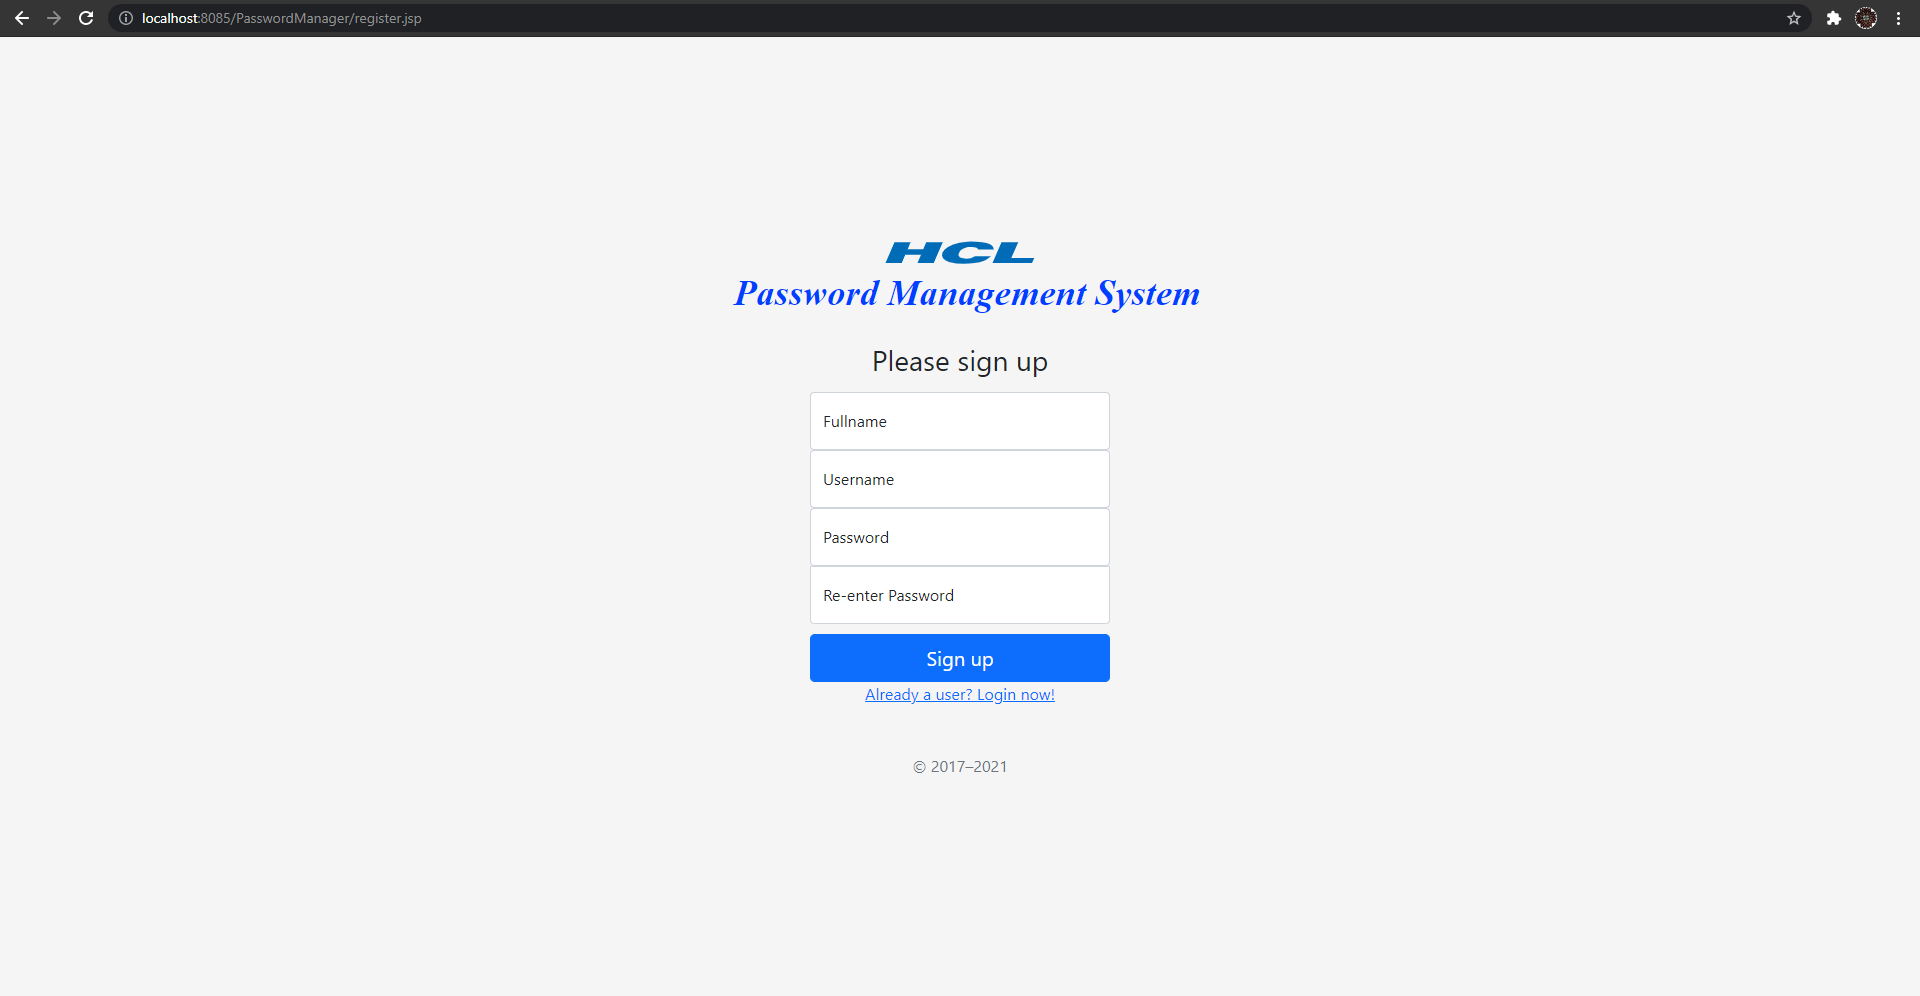 localhost:8085/PasswordManager/register.jsp
HCL
Password Management System
Please sign up
Fullname
Username
Password
Re-enter Password
Sign up
Already a user? Login now!
© 2017–2021